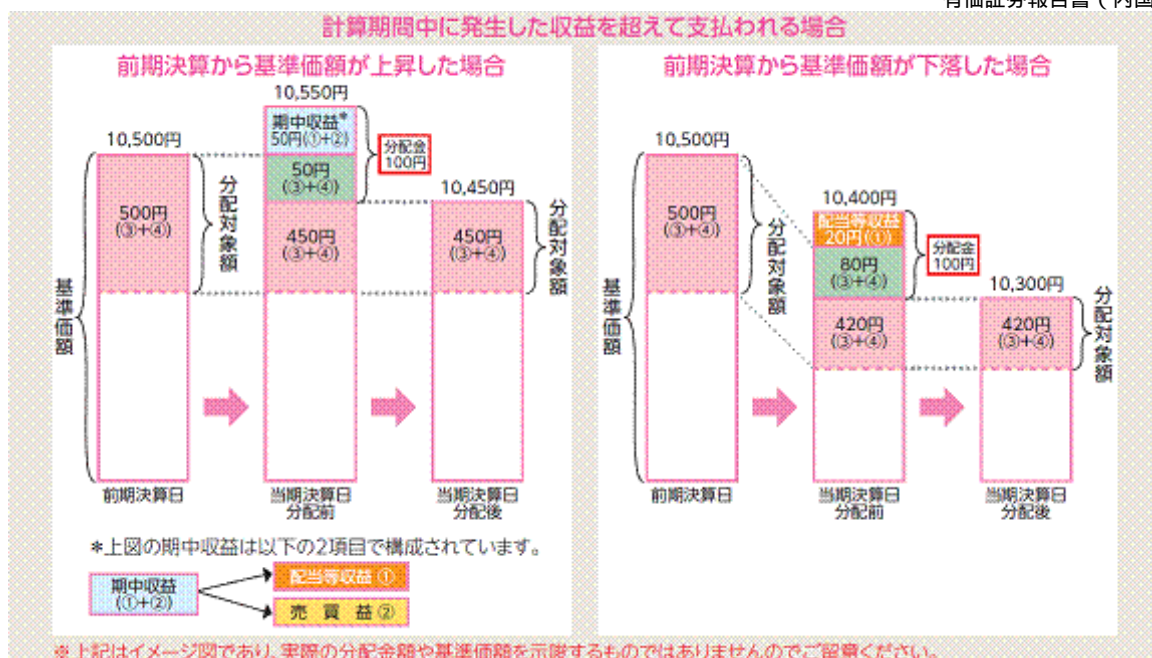 有価証券報告書(内国
計算期間中に発生した収益を超えて支払われる場合
前期決算から基準価額が上昇した場合
10,500円
500円
(③+④)
分配対象額
基準価額
10,550円
期中収益*
50円(①+②)
50円
(③+④)
450円
(③+④)
分配金
100円
10,450円
450円
(③+④)
分配対象額
前期決算日
当期決算日
分配前
当期決算日
分配後
*上図の期中収益は以下の2項目で構成されています。
期中収益
(①+②)
配当等収益 ①
売 買 益 ②
前期決算から基準価額が下落した場合
10,500円
500円
(③+④)
分配対象額
基準価額
10,400円
配当等収益
20円(①)
80円
(③+④)
420円
(③+④)
分配金
100円
10,300円
420円
(③+④)
分配対象額
前期決算日
当期決算日
分配前
当期決算日
分配後
※上記はイメージ図であり、実際の分配金額や基準価額を示唆するものではありませんのでご留意ください。